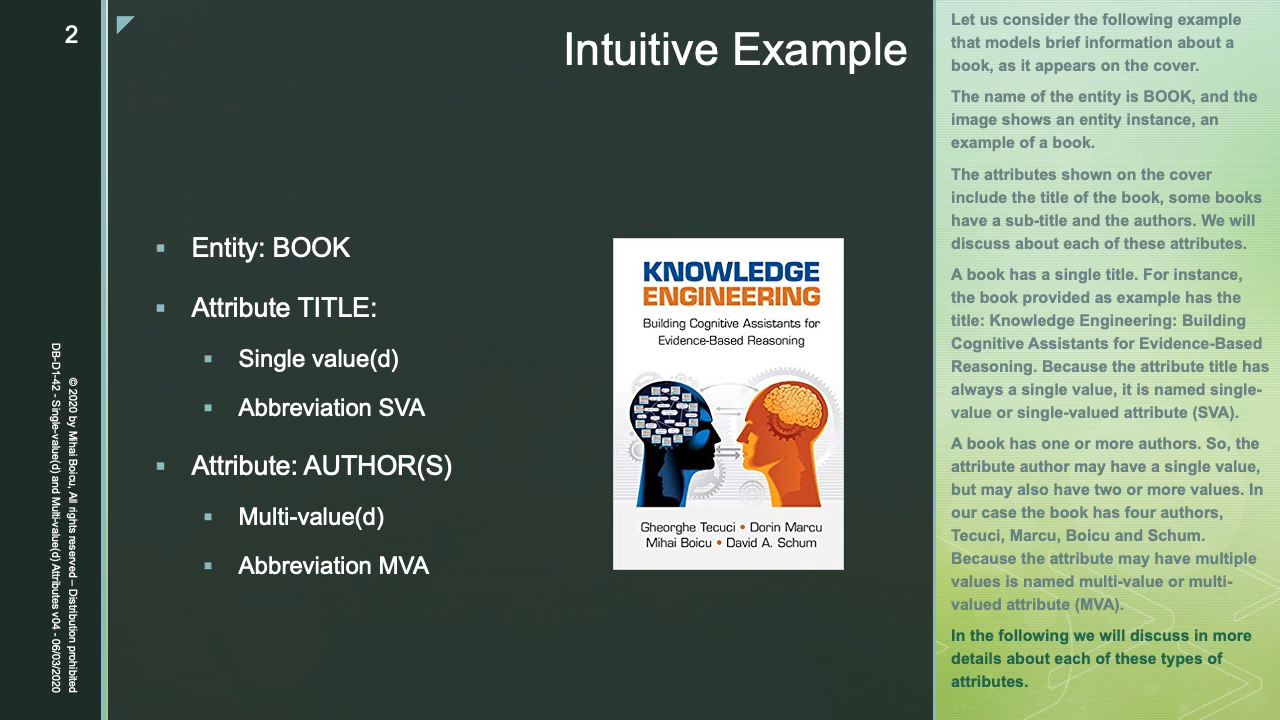 2
Intuitive Example
Entity: BOOK
Attribute TITLE:
Single value(d)
Abbreviation SVA
Attribute: AUTHOR(S)
Multi-value(d)
Abbreviation MVA
KNOWLEDGE
ENGINEERING
Building Cognitive Assistants for
Evidence-Based Reasoning
Gheorghe Tecuci • Dorin Marcu
Mihai Boicu • David A. Schum
Let us consider the following example
that models brief information about a
book, as it appears on the cover.
The name of the entity is BOOK, and the
image shows an entity instance, an
example of a book.
The attributes shown on the cover
include the title of the book, some books
have a sub-title and the authors. We will
discuss about each of these attributes.
A book has a single title. For instance,
the book provided as example has the
title: Knowledge Engineering: Building
Cognitive Assistants for Evidence-Based
Reasoning. Because the attribute title has
always a single value, it is named single-
value or single-valued attribute (SVA).
A book has one or more authors. So, the
attribute author may have a single value,
but may also have two or more values. In
our case the book has four authors,
Tecuci, Marcu, Boicu and Schum.
Because the attribute may have multiple
values is named multi-value or multi-
valued attribute (MVA).
In the following we will discuss in more
details about each of these types of
attributes.
© 2020 by Mihai Boicu, All rights reserved – Distribution prohibited
DB-D1-42 - Single-value(d) and Multi-value(d) Attributes v04 - 06/03/2020